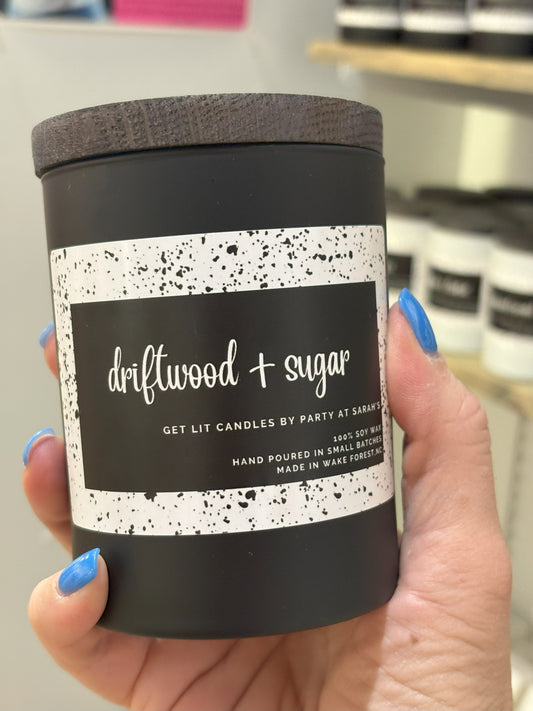 driftwood + sugar
GET LIT CANDLES BY PARTY AT SARAH'S
100% SOY WAX
HAND POURED IN SMALL BATCHES
MADE IN WAKE FOREST, NC